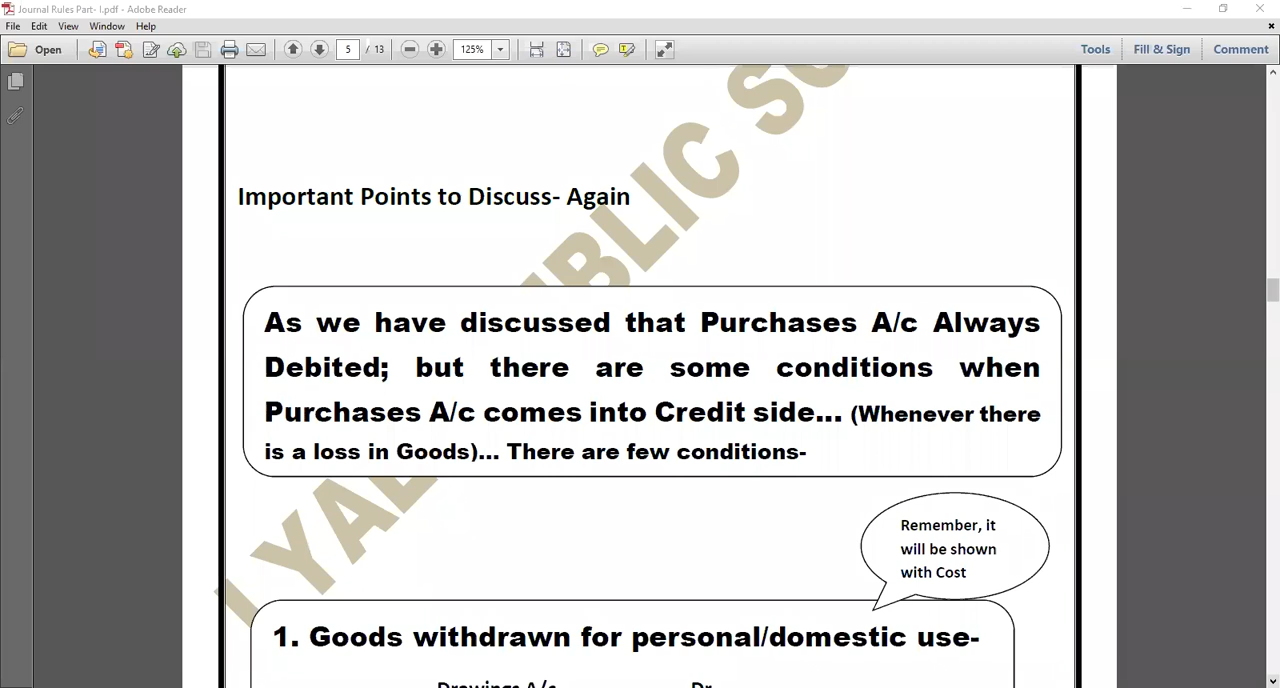 Journal Rules Part- I.pdf - Adobe Reader
File Edit View Window Help
Open 5 / 13 125% Tools Fill & Sign Comment
Important Points to Discuss- Again
As we have discussed that Purchases A/c Always
Debited; but there are some conditions when
Purchases A/c comes into Credit side... (Whenever there
is a loss in Goods)... There are few conditions-
Remember, it
will be shown
with Cost
1. Goods withdrawn for personal/domestic use-
Drawings A/c Dr